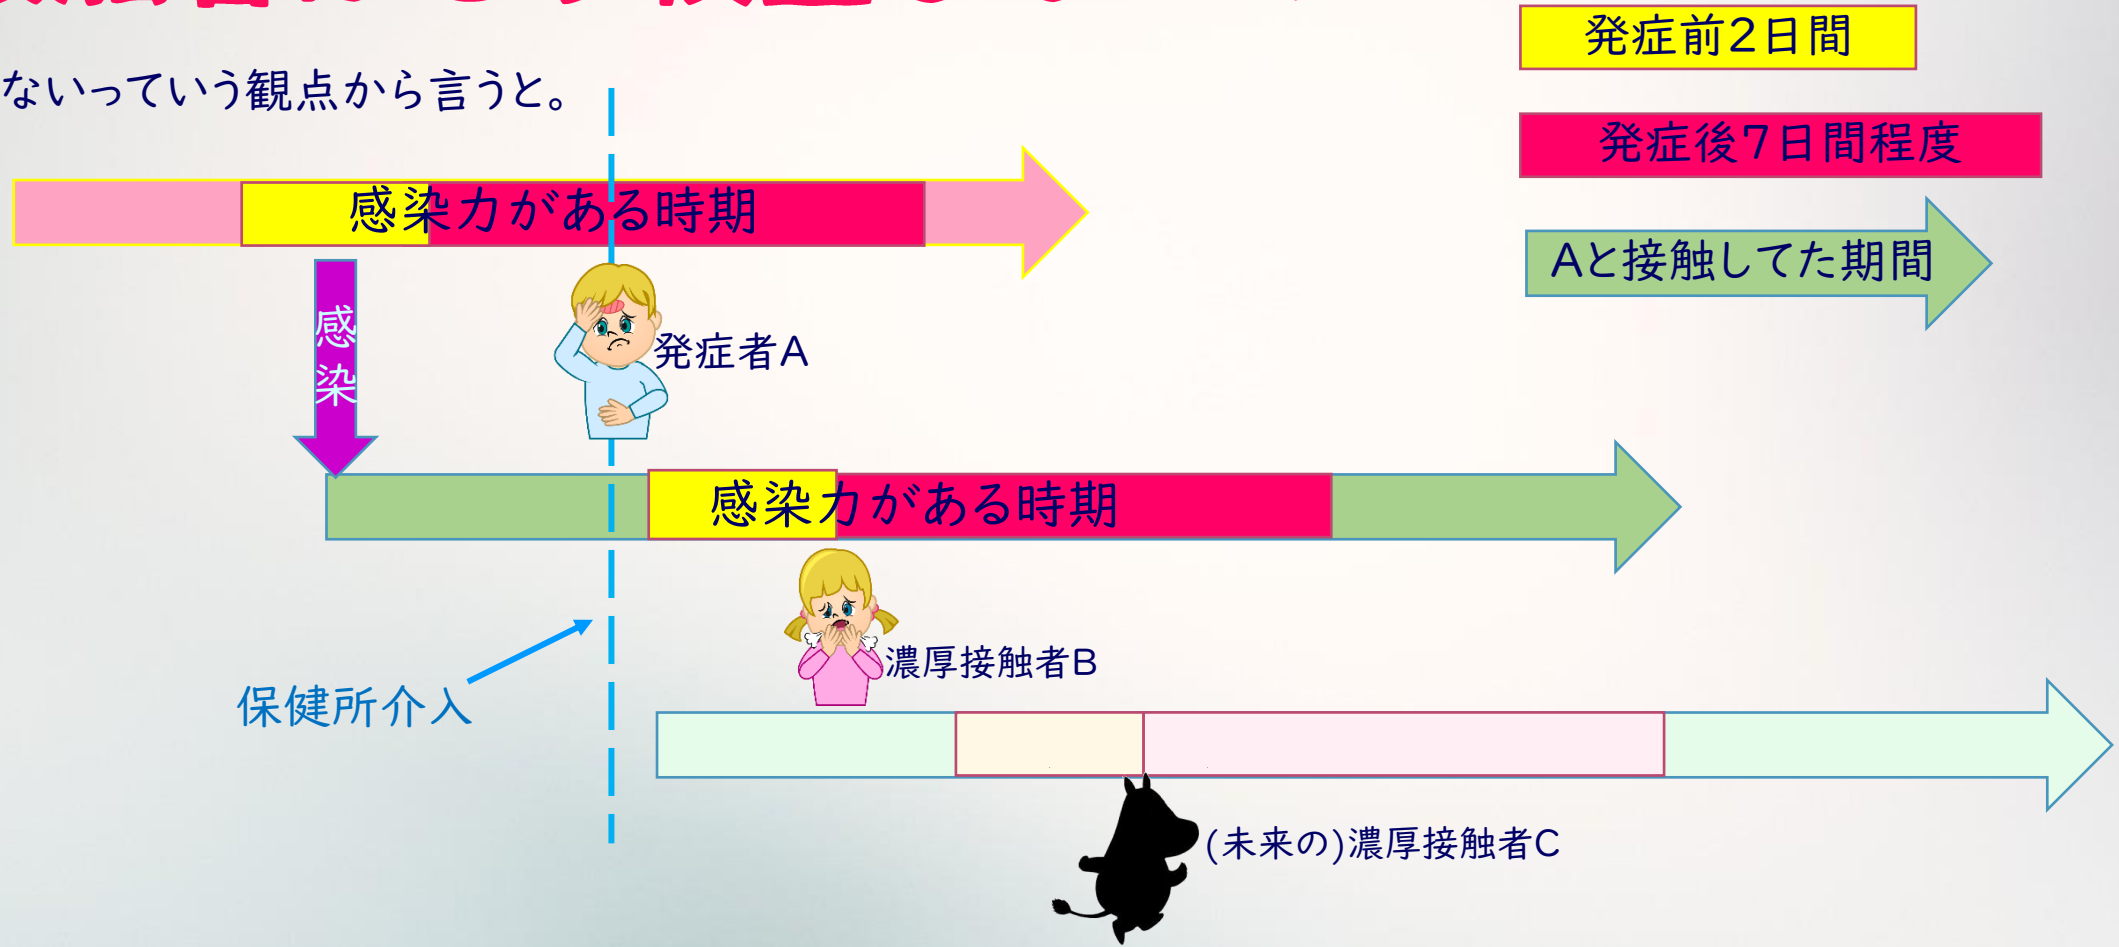 ないっていう観点から言うと。
発症前2日間
発症後7日間程度
Aと接触してた期間
感染力がある時期
感染
発症者A
感染力がある時期
濃厚接触者B
保健所介入
(未来の)濃厚接触者C